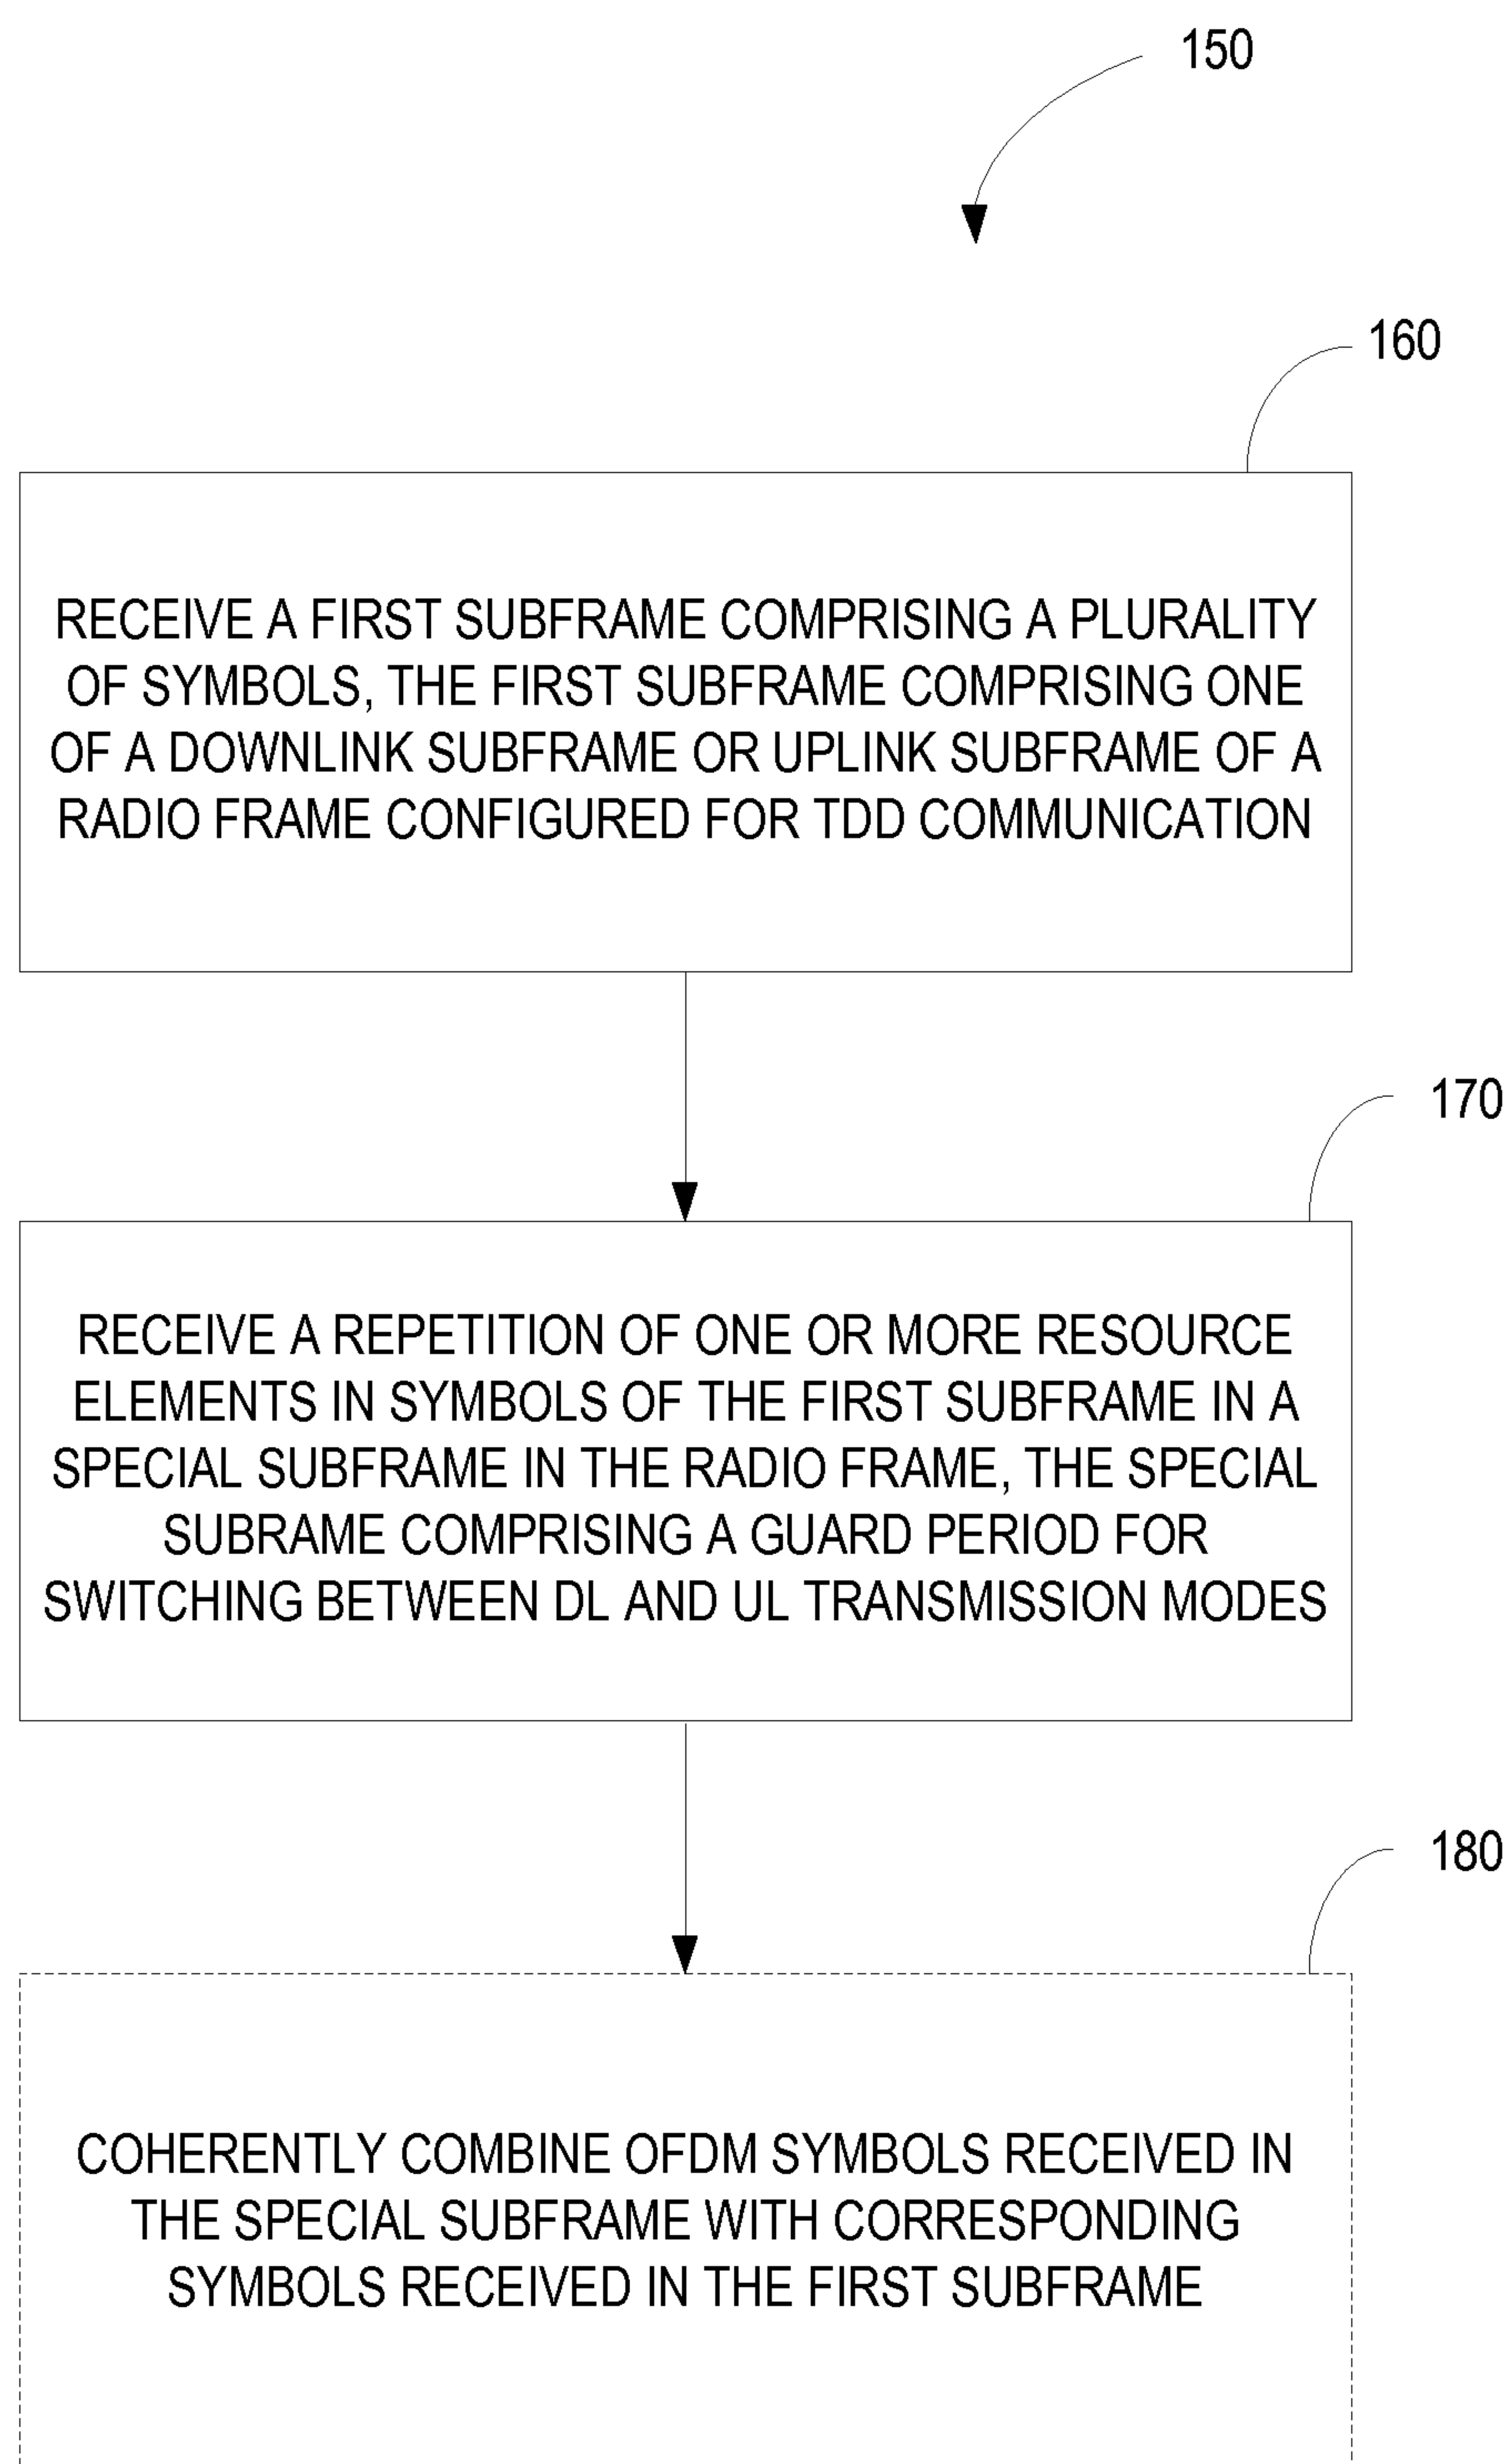 150
160
RECEIVE A FIRST SUBFRAME COMPRISING A PLURALITY
OF SYMBOLS, THE FIRST SUBFRAME COMPRISING ONE
OF A DOWNLINK SUBFRAME OR UPLINK SUBFRAME OF A
RADIO FRAME CONFIGURED FOR TDD COMMUNICATION
170
RECEIVE A REPETITION OF ONE OR MORE RESOURCE
ELEMENTS IN SYMBOLS OF THE FIRST SUBFRAME IN A
SPECIAL SUBFRAME IN THE RADIO FRAME, THE SPECIAL
SUBRAME COMPRISING A GUARD PERIOD FOR
SWITCHING BETWEEN DL AND UL TRANSMISSION MODES
180
COHERENTLY COMBINE OFDM SYMBOLS RECEIVED IN
THE SPECIAL SUBFRAME WITH CORRESPONDING
SYMBOLS RECEIVED IN THE FIRST SUBFRAME